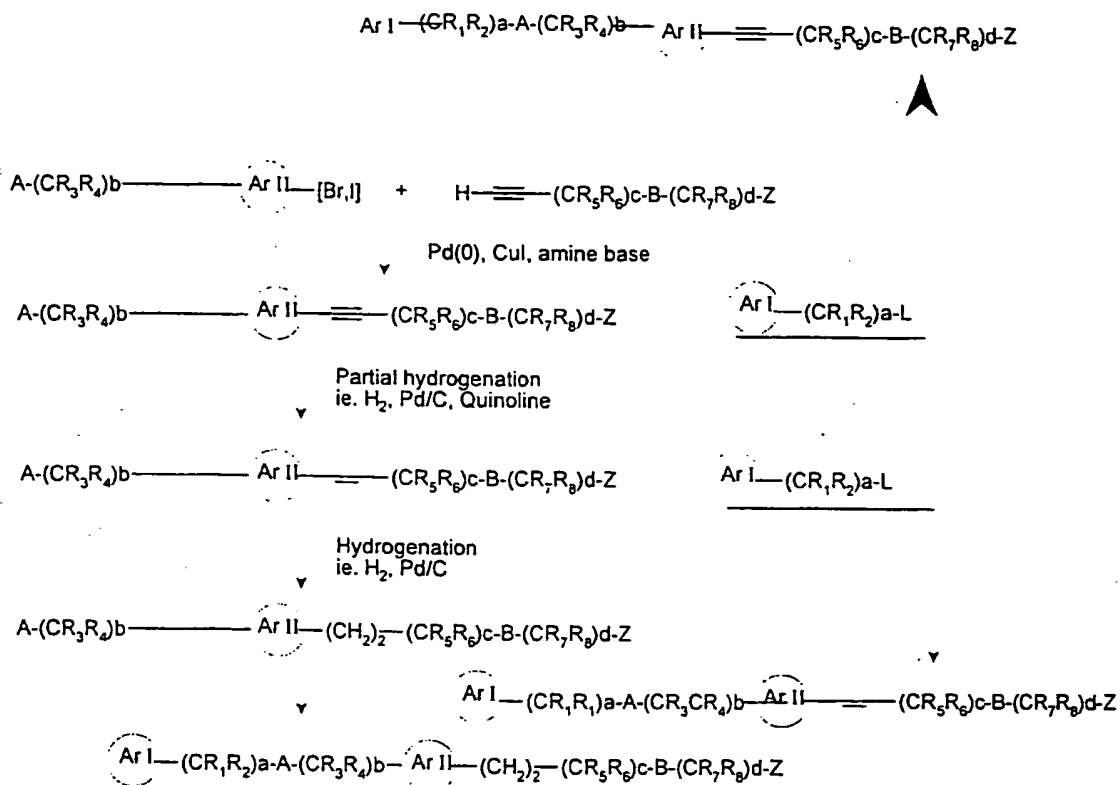 Ar I—(CR₁R₂)a-A-(CR₃R₄)b—Ar II—≡—(CR₅R₆)c-B-(CR₇R₈)d-Z
A-(CR₃R₄)b—Ar II—[Br,I] + H—≡—(CR₅R₆)c-B-(CR₇R₈)d-Z
Pd(0), CuI, amine base
A-(CR₃R₄)b—Ar II—≡—(CR₅R₆)c-B-(CR₇R₈)d-Z
Ar I—(CR₁R₂)a-L
Partial hydrogenation
ie. H₂, Pd/C, Quinoline
A-(CR₃R₄)b—Ar II—=—(CR₅R₆)c-B-(CR₇R₈)d-Z
Ar I—(CR₁R₂)a-L
Hydrogenation
ie. H₂, Pd/C
A-(CR₃R₄)b—Ar II—(CH₂)₂—(CR₅R₆)c-B-(CR₇R₈)d-Z
Ar I—(CR₁R₁)a-A-(CR₃CR₄)b—Ar II—=—(CR₅R₆)c-B-(CR₇R₈)d-Z
Ar I—(CR₁R₂)a-A-(CR₃R₄)b—Ar II—(CH₂)₂—(CR₅R₆)c-B-(CR₇R₈)d-Z